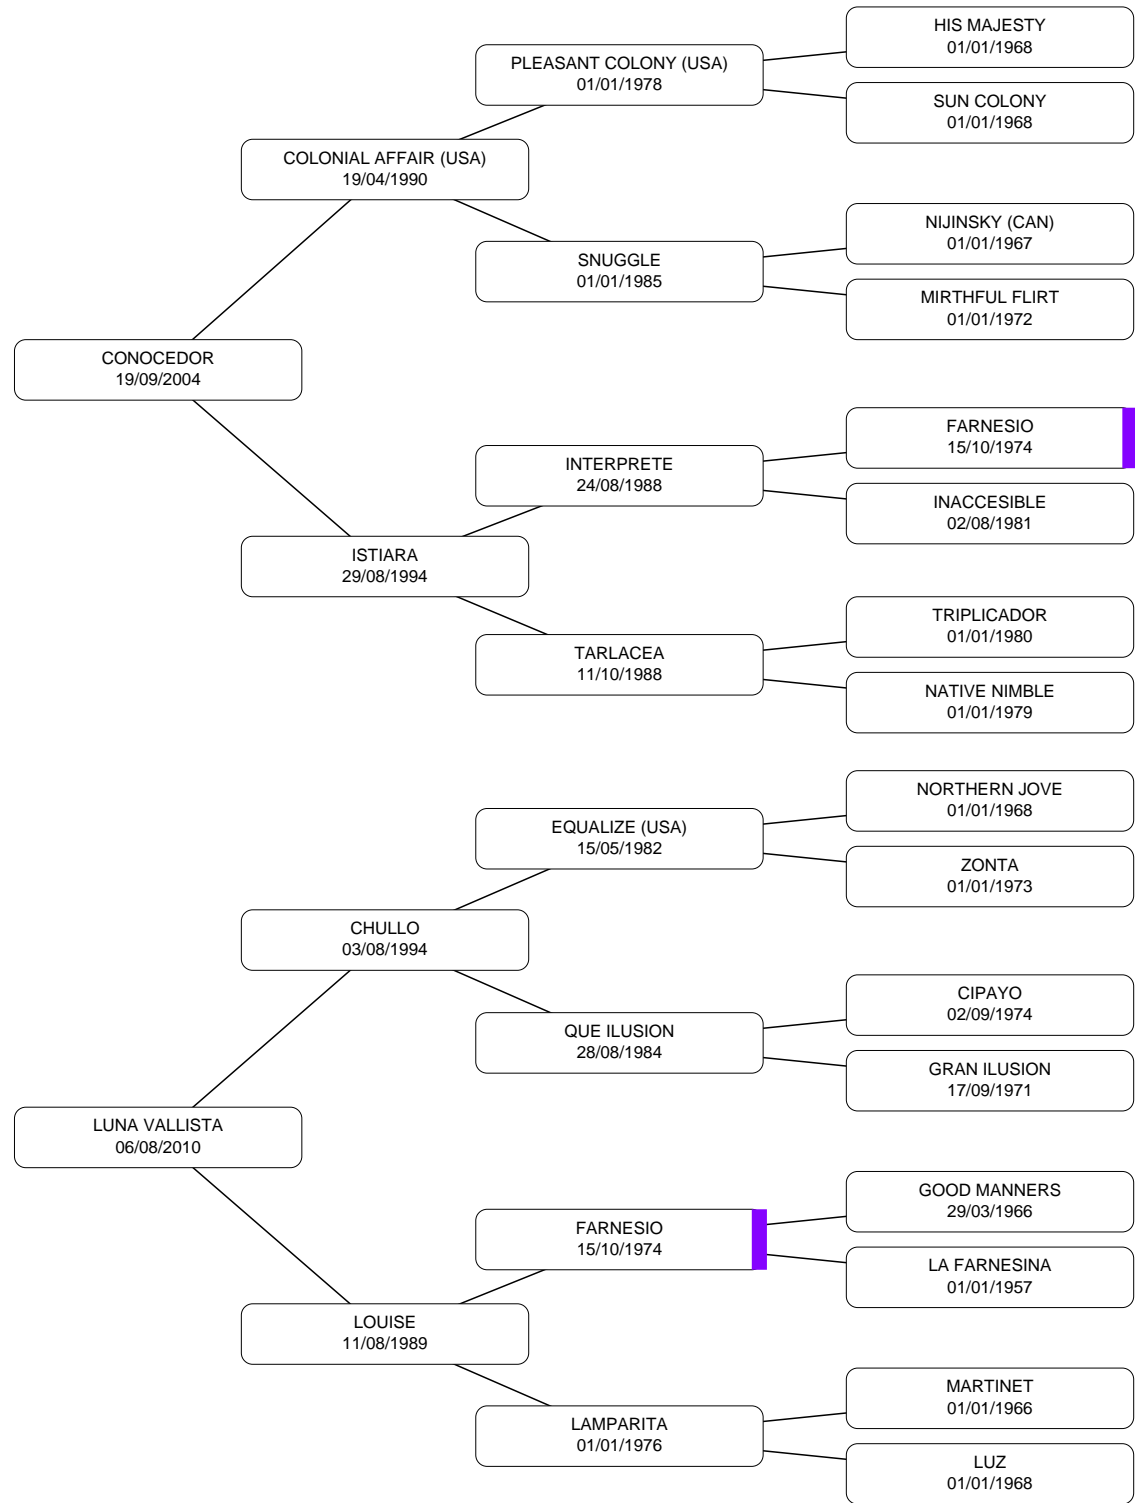 HIS MAJESTY
01/01/1968
PLEASANT COLONY (USA)
01/01/1978
SUN COLONY
01/01/1968
COLONIAL AFFAIR (USA)
19/04/1990
NIJINSKY (CAN)
01/01/1967
SNUGGLE
01/01/1985
MIRTHFUL FLIRT
01/01/1972
CONOCEDOR
19/09/2004
FARNESIO
15/10/1974
INTERPRETE
24/08/1988
INACCESIBLE
02/08/1981
ISTIARA
29/08/1994
TRIPLICADOR
01/01/1980
TARLACEA
11/10/1988
NATIVE NIMBLE
01/01/1979
NORTHERN JOVE
01/01/1968
EQUALIZE (USA)
15/05/1982
ZONTA
01/01/1973
CHULLO
03/08/1994
CIPAYO
02/09/1974
QUE ILUSION
28/08/1984
GRAN ILUSION
17/09/1971
LUNA VALLISTA
06/08/2010
GOOD MANNERS
29/03/1966
FARNESIO
15/10/1974
LA FARNESINA
01/01/1957
LOUISE
11/08/1989
MARTINET
01/01/1966
LAMPARITA
01/01/1976
LUZ
01/01/1968